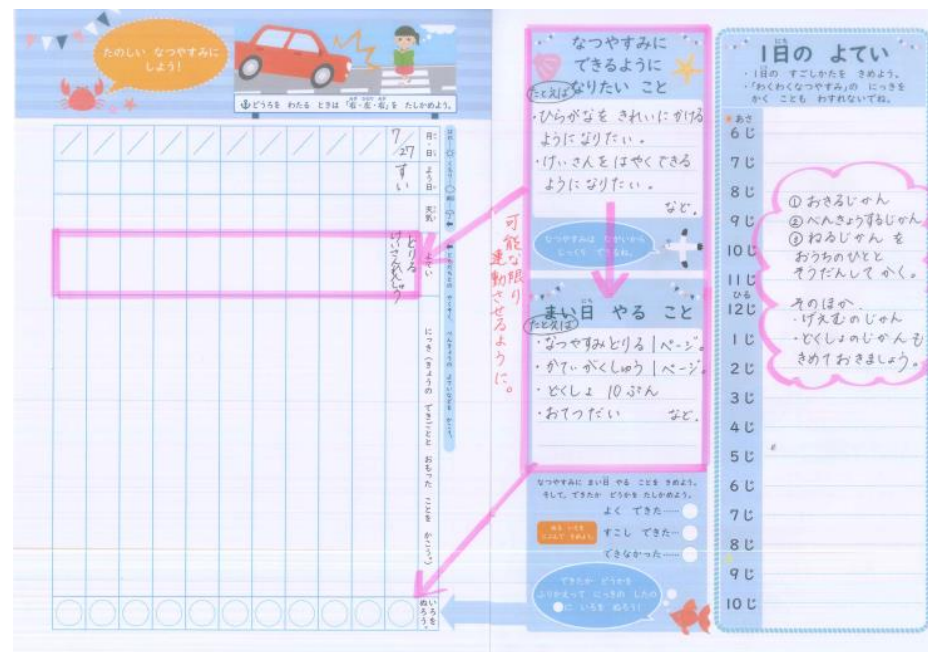 たのしい なつやすみに
しよう!
どうろを わたる ときは 「右・左・右」を たしかめよう。
月・日
よう日
天気
よてい
にっき(きょうの できごとと おもった ことを かこう。)
いろを
ぬろう。
7/27
すい
とりる
けいさんれんしゅう
可能な限り
連動させるように。
なつやすみに
できるように
なりたい こと
たとえば
・ひらがなを きれいに かける
ようになりたい。
・けいさんを はやく できる
ように なりたい。
など.
なつやすみは ながいから
じっくり できるね。
まい日 やる こと
たとえば
・なつやすみとりる 1ページ。
・かていがくしゅう 1ページ。
・どくしょ 10ぷん
・おてつだい など.
なつやすみに まい日 やる ことを きめよう。
そして、できたか どうかを たしかめよう。
よく できた……
すこし できた…
できなかった……
できたか どうかを
ふりかえって にっきの したの
●に いろを ぬろう!
1日の よてい
・1日の すごしかたを きめよう。
・「わくわくなつやすみ」の にっきを
かく ことも わすれないでね。
あさ
6じ
7じ
8じ
9じ
10じ
11じ
ひる
12じ
1じ
2じ
3じ
4じ
5じ
6じ
7じ
8じ
9じ
10じ
① おきるじかん
② べんきょうするじかん
③ ねるじかん を
おうちのひとと
そうだんして かく。
そのほか.
・げえむのじかん
・どくしょのじかんも
きめておきましょう。